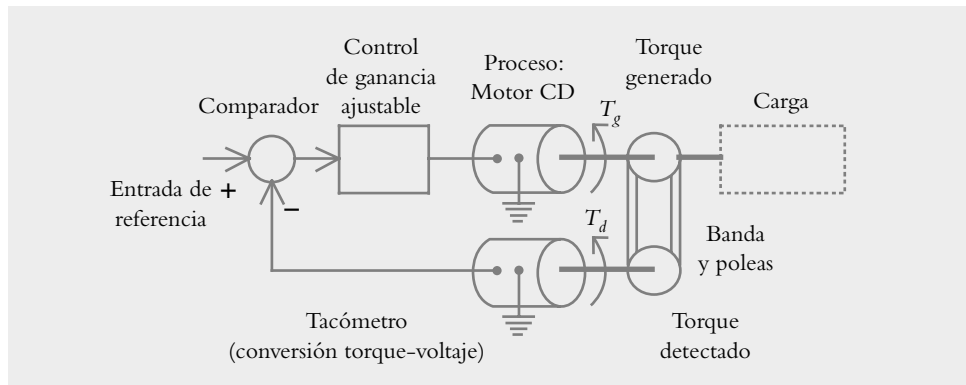 Control
de ganancia
ajustable
Proceso:
Motor CD
Torque
generado
Comparador
Carga
T_g
Entrada de
referencia
+
−
T_d
Banda
y poleas
Tacómetro
(conversión torque-voltaje)
Torque
detectado